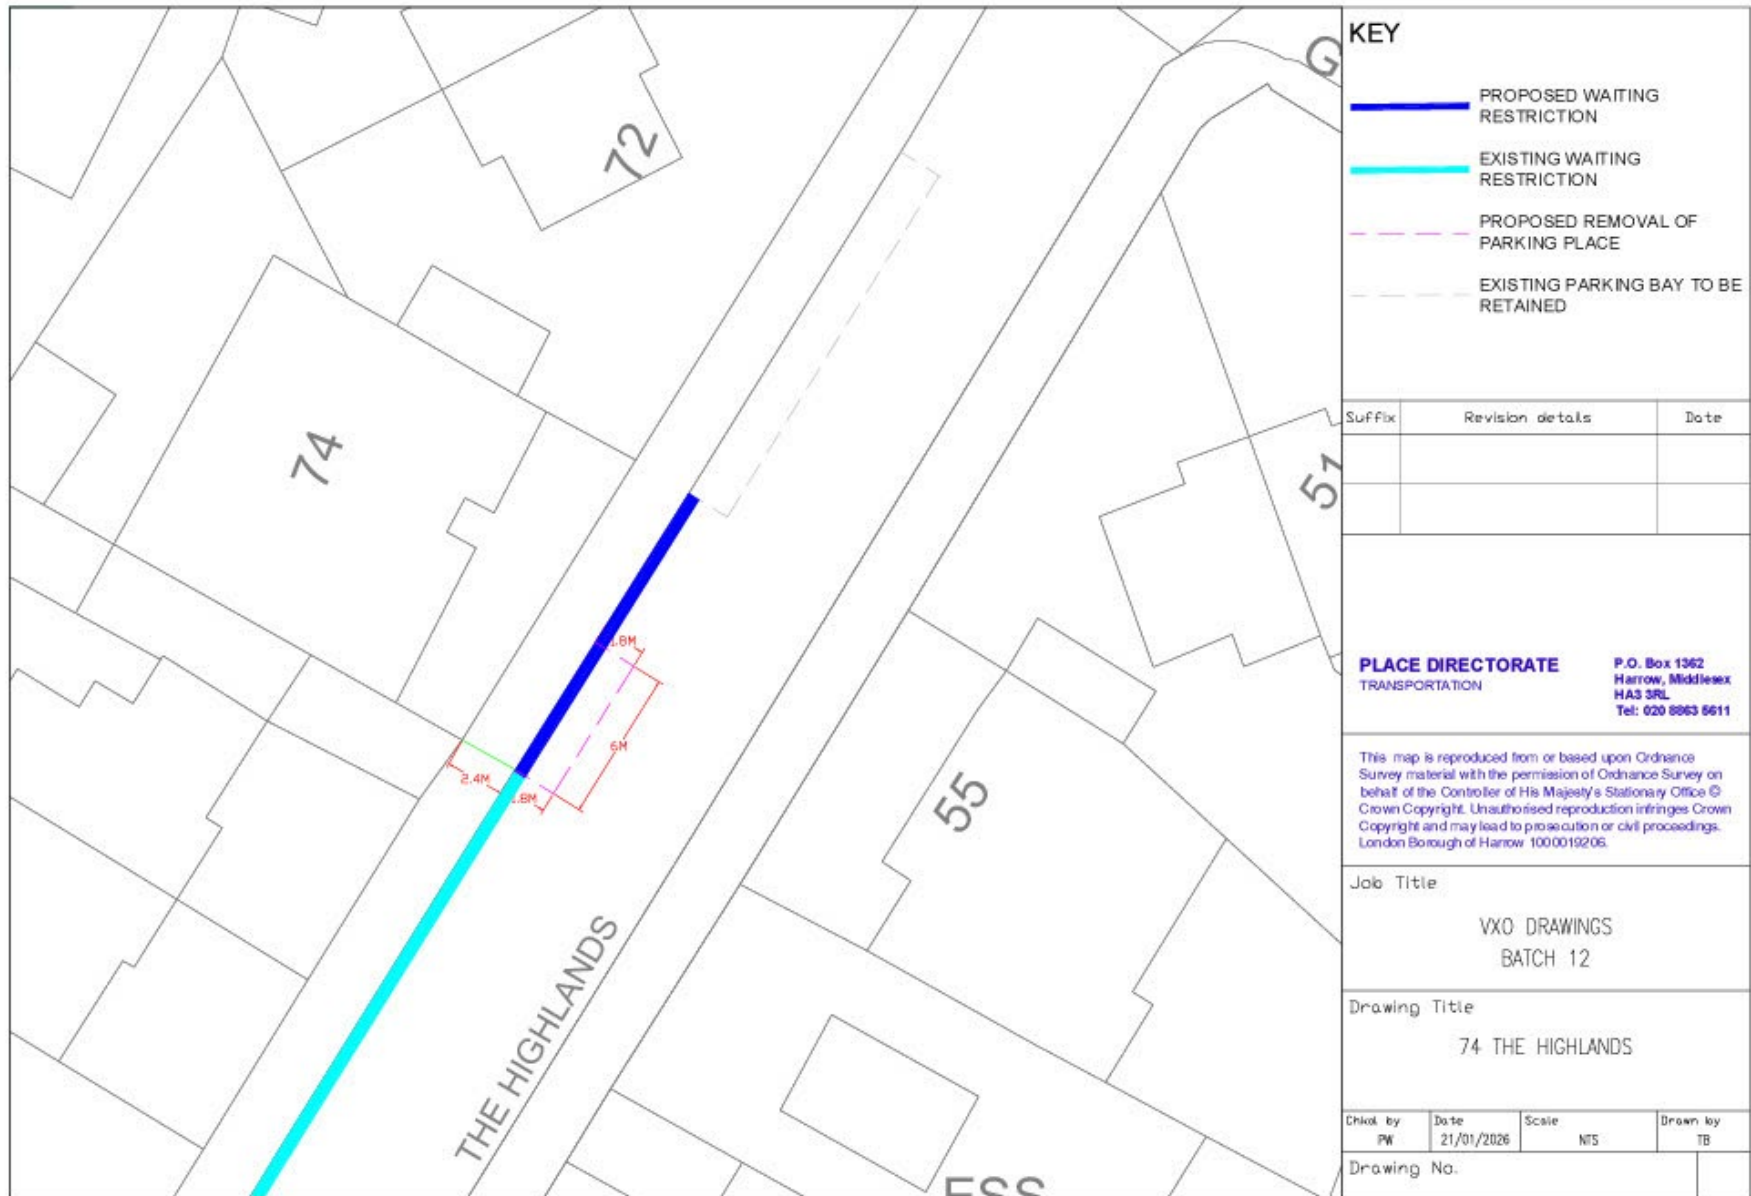 72
74
51
55
G
1.8M
6M
2.4M
THE HIGHLANDS
ESS
KEY
PROPOSED WAITING
RESTRICTION
EXISTING WAITING
RESTRICTION
PROPOSED REMOVAL OF
PARKING PLACE
EXISTING PARKING BAY TO BE
RETAINED
Suffix Revision details Date
PLACE DIRECTORATE
TRANSPORTATION
P.O. Box 1362
Harrow, Middlesex
HA3 3RL
Tel: 020 8863 5611
This map is reproduced from or based upon Ordnance
Survey material with the permission of Ordnance Survey on
behalf of the Controller of His Majesty's Stationary Office ©
Crown Copyright. Unauthorised reproduction infringes Crown
Copyright and may lead to prosecution or civil proceedings.
London Borough of Harrow 1000019206.
Job Title
VXO DRAWINGS
BATCH 12
Drawing Title
74 THE HIGHLANDS
Chkd. by Date Scale Drawn by
PW 21/01/2026 NTS TB
Drawing No.